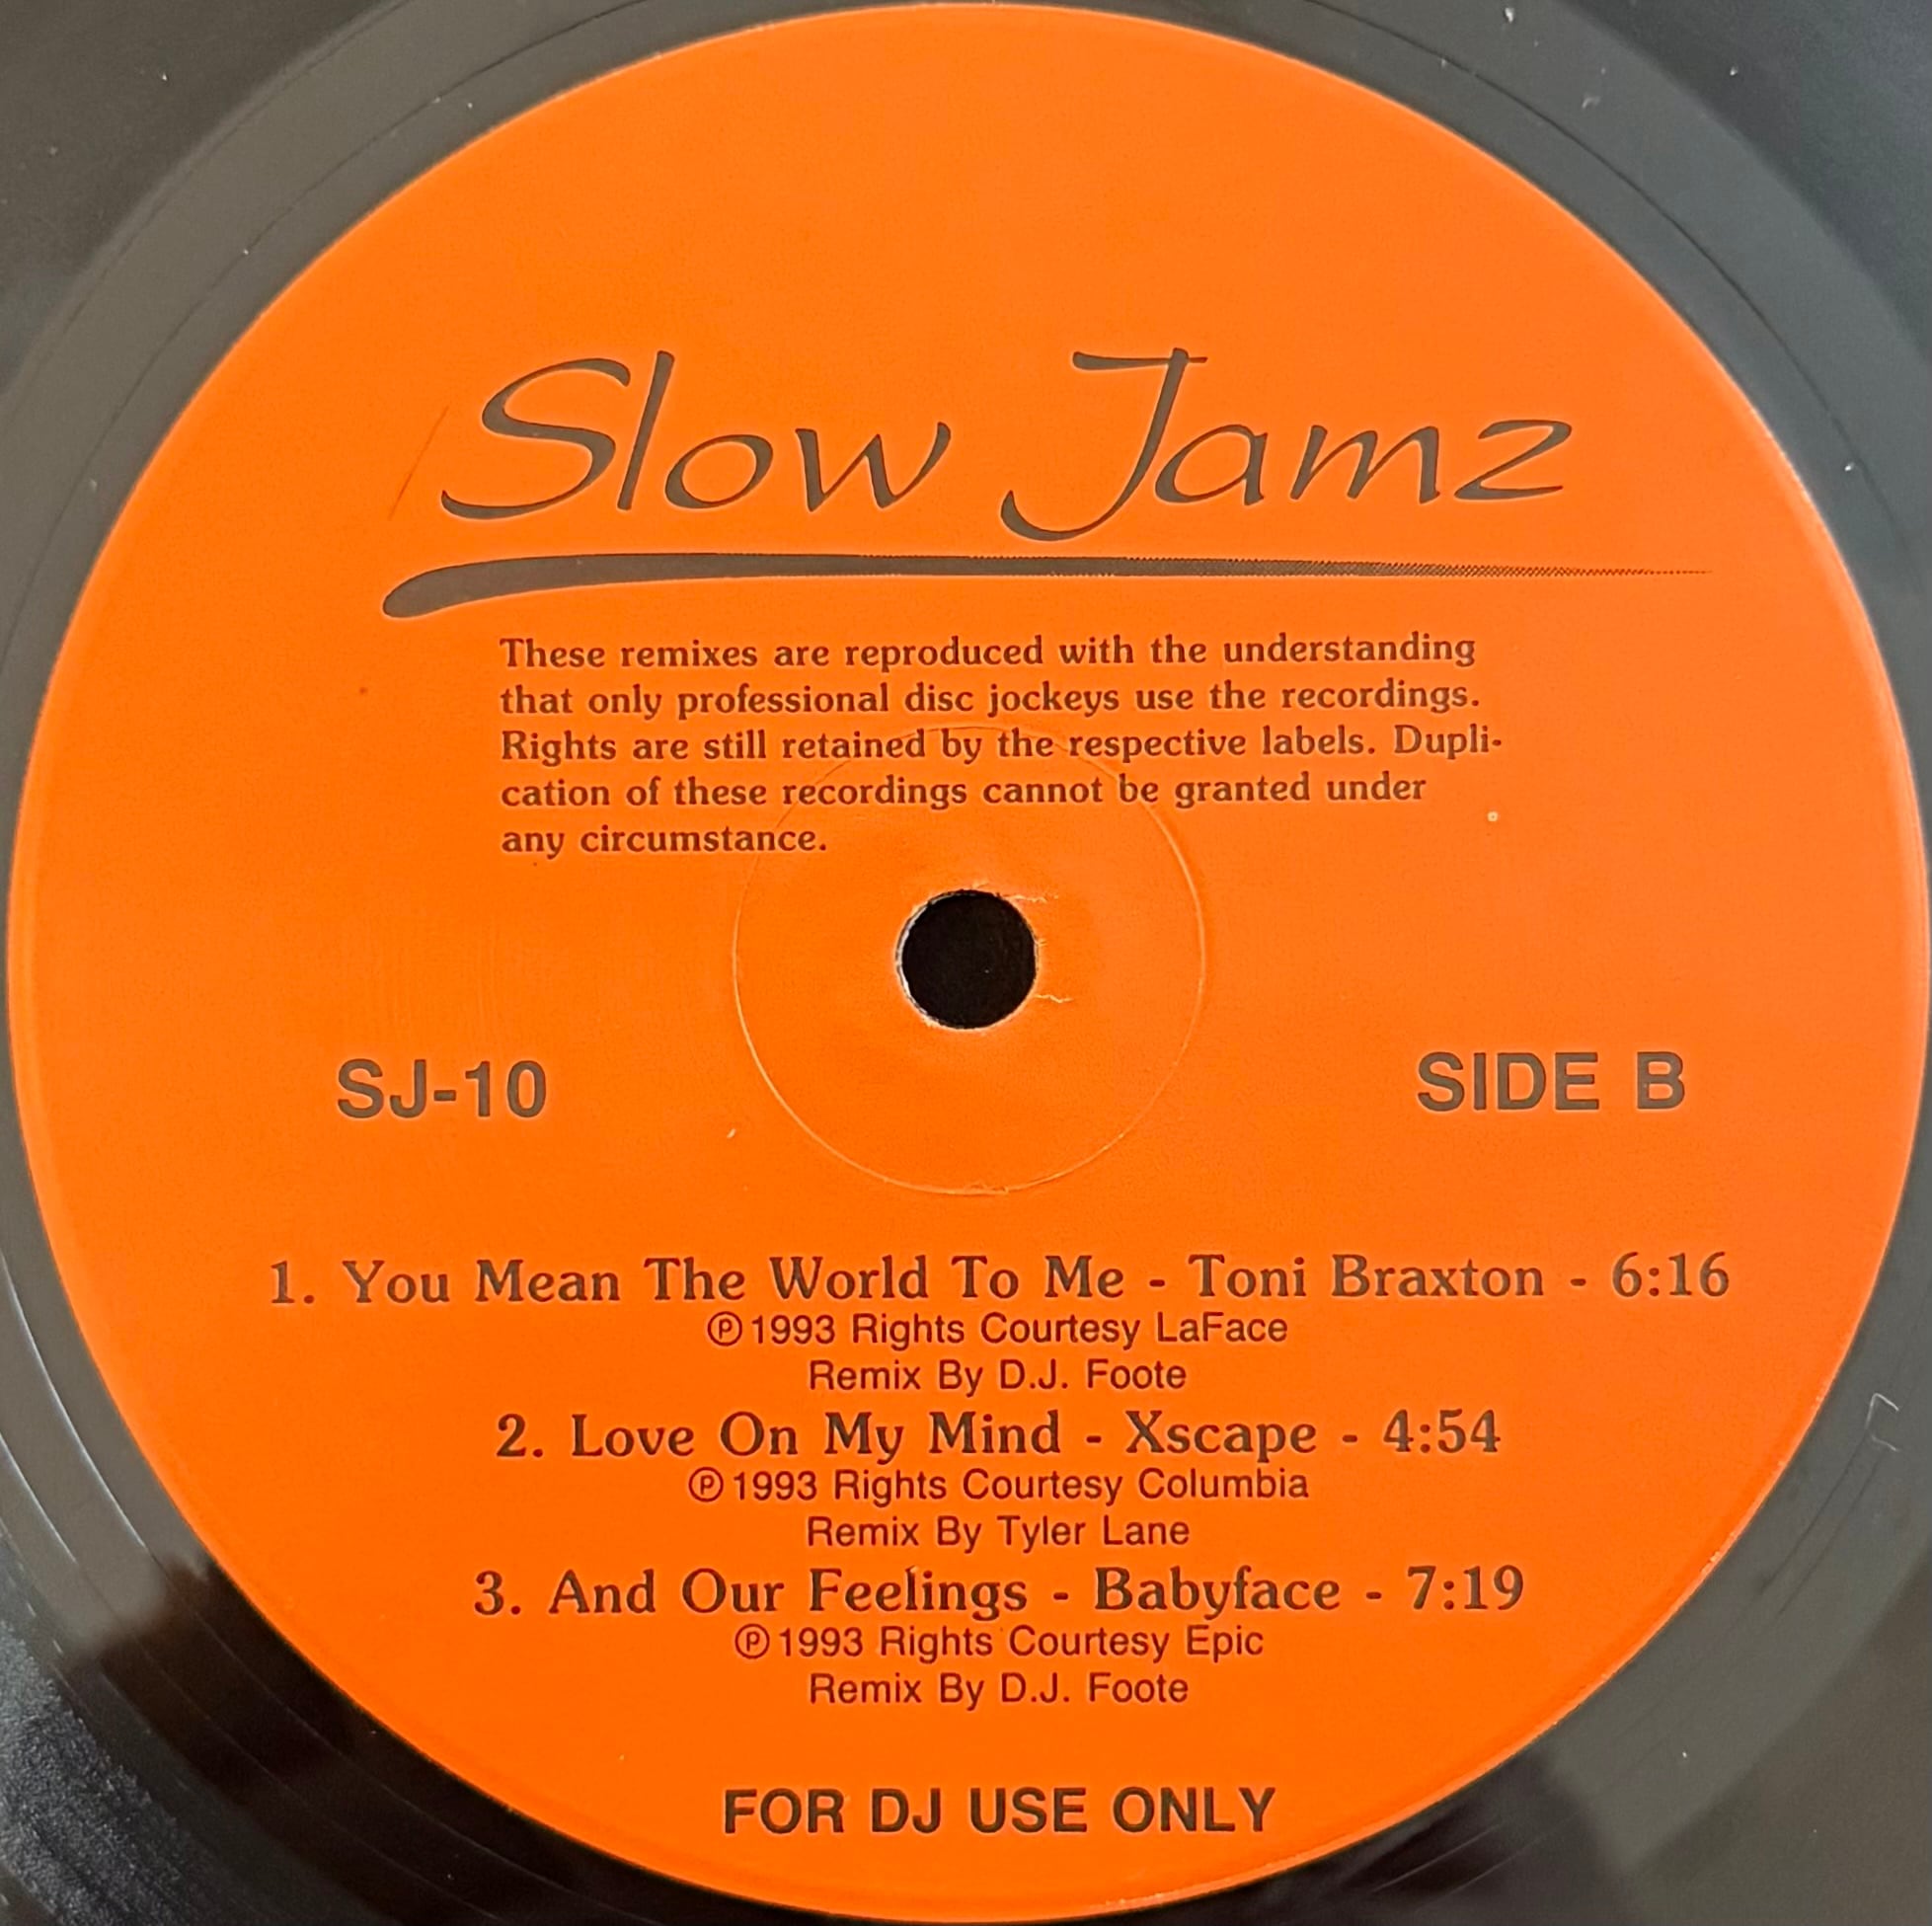 Slow Jamz
These remixes are reproduced with the understanding
that only professional disc jockeys use the recordings.
Rights are still retained by the respective labels. Dupli-
cation of these recordings cannot be granted under
any circumstance.
SJ-10
SIDE B
1. You Mean The World To Me - Toni Braxton - 6:16
℗1993 Rights Courtesy LaFace
Remix By D.J. Foote
2. Love On My Mind - Xscape - 4:54
℗1993 Rights Courtesy Columbia
Remix By Tyler Lane
3. And Our Feelings - Babyface - 7:19
℗1993 Rights Courtesy Epic
Remix By D.J. Foote
FOR DJ USE ONLY